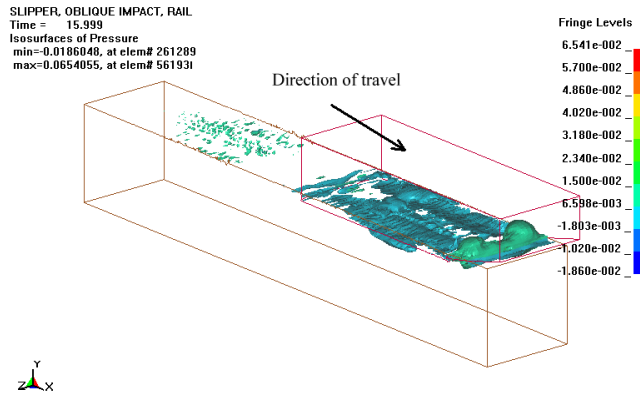 SLIPPER, OBLIQUE IMPACT, RAIL
Time = 15.999
Isosurfaces of Pressure
min=-0.0186048, at elem# 261289
max=0.0654055, at elem# 561931
Fringe Levels
6.541e-002
5.700e-002
4.860e-002
4.020e-002
3.180e-002
2.340e-002
1.500e-002
6.598e-003
-1.803e-003
-1.020e-002
-1.860e-002
Direction of travel
Y
Z
X